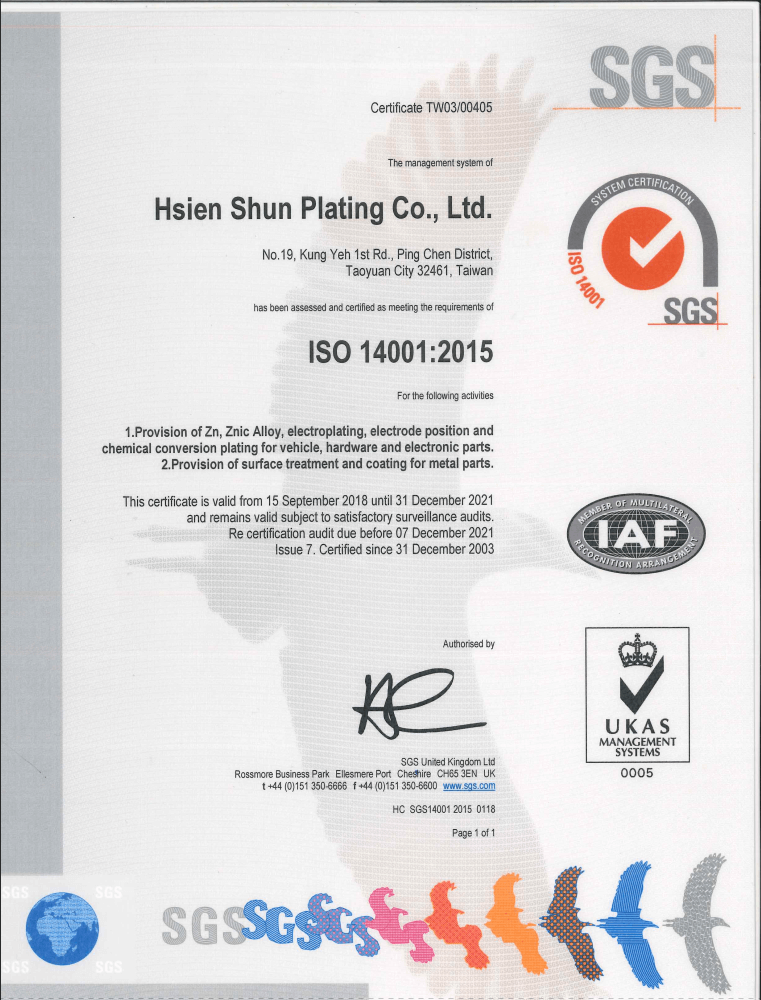 SGS
Certificate TW03/00405
The management system of
Hsien Shun Plating Co., Ltd.
No.19, Kung Yeh 1st Rd., Ping Chen District,
Taoyuan City 32461, Taiwan
has been assessed and certified as meeting the requirements of
ISO 14001:2015
For the following activities
1.Provision of Zn, Znic Alloy, electroplating, electrode position and
chemical conversion plating for vehicle, hardware and electronic parts.
2.Provision of surface treatment and coating for metal parts.
This certificate is valid from 15 September 2018 until 31 December 2021
and remains valid subject to satisfactory surveillance audits.
Re certification audit due before 07 December 2021
Issue 7. Certified since 31 December 2003
Authorised by
SGS United Kingdom Ltd
Rossmore Business Park Ellesmere Port Cheshire CH65 3EN UK
t +44 (0)151 350-6666 f +44 (0)151 350-6600 www.sgs.com
HC SGS14001 2015 0118
Page 1 of 1
SYSTEM CERTIFICATION
ISO 14001
SGS
MEMBER OF MULTILATERAL
IAF
RECOGNITION ARRANGEMENT
UKAS
MANAGEMENT
SYSTEMS
0005
SGS SGS
SGS SGS SGS
SGS SGS